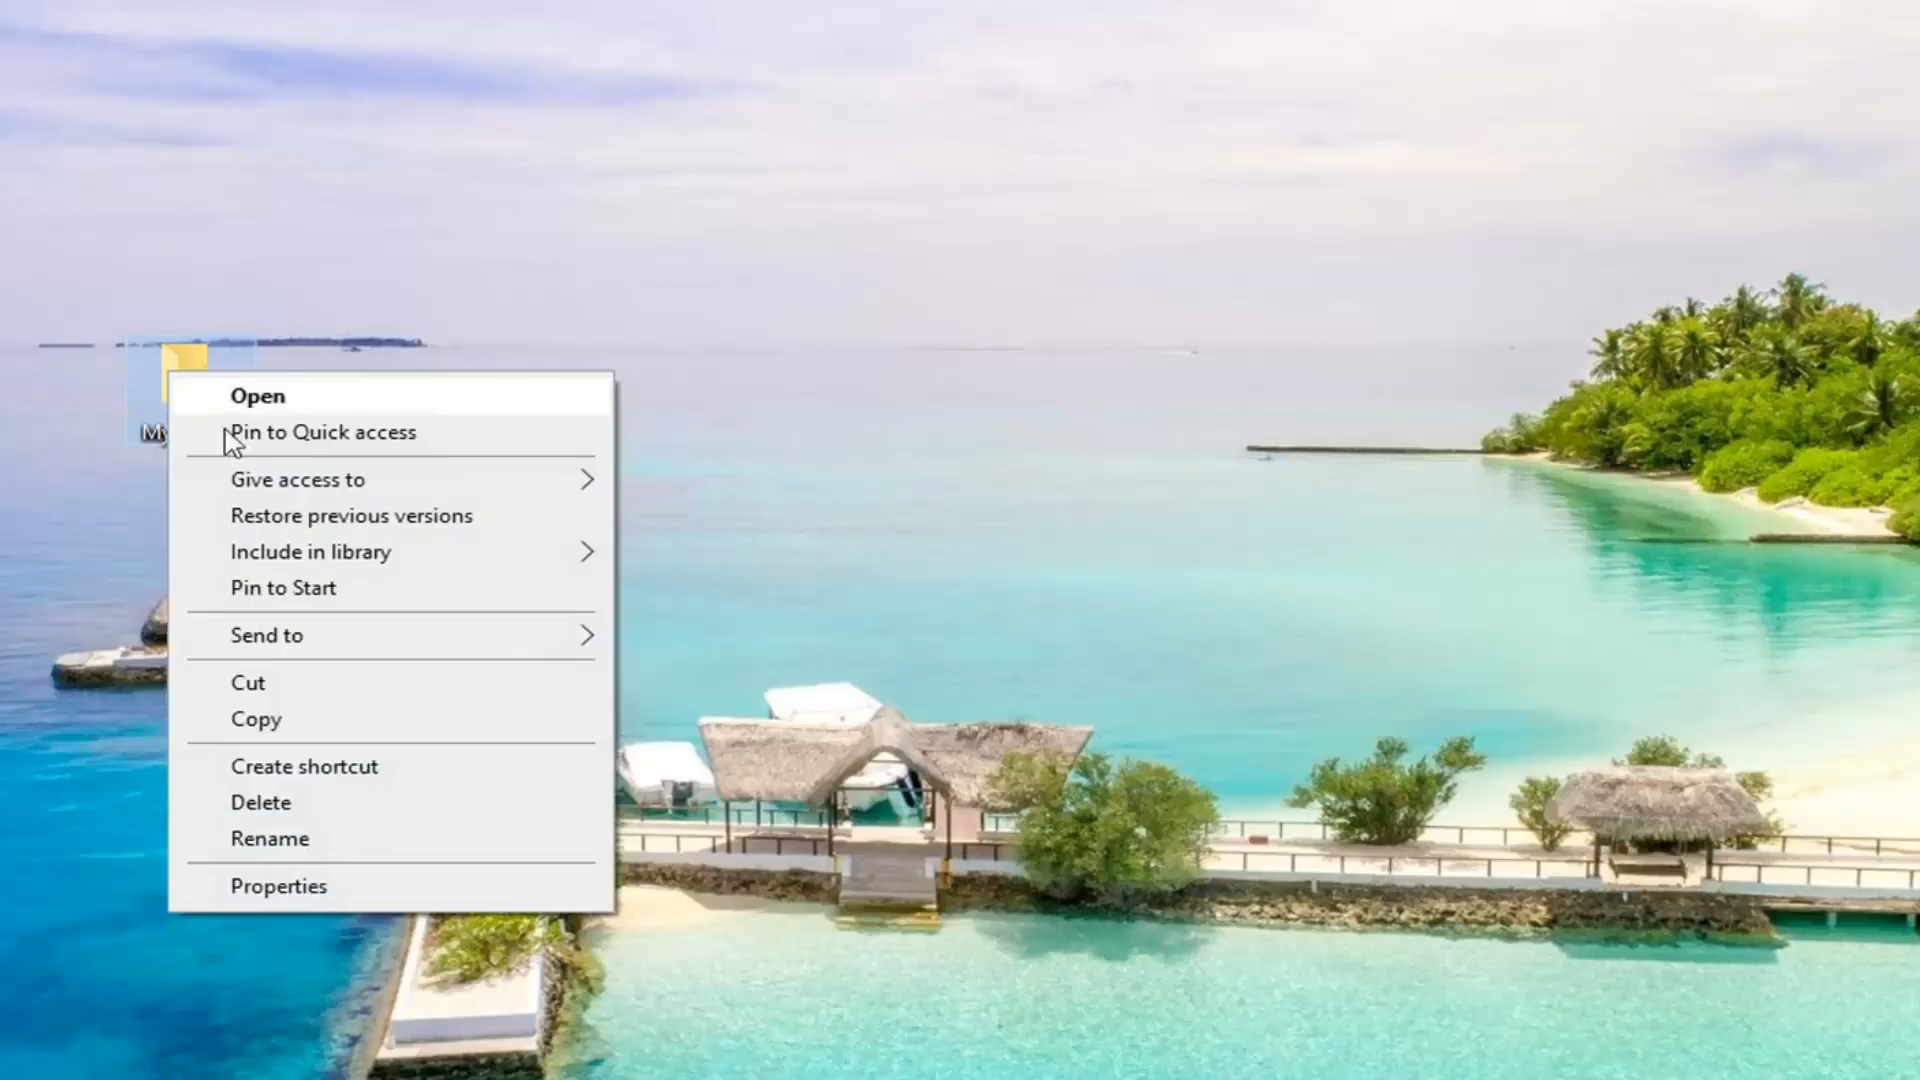 My
Open
Pin to Quick access
Give access to
Restore previous versions
Include in library
Pin to Start
Send to
Cut
Copy
Create shortcut
Delete
Rename
Properties